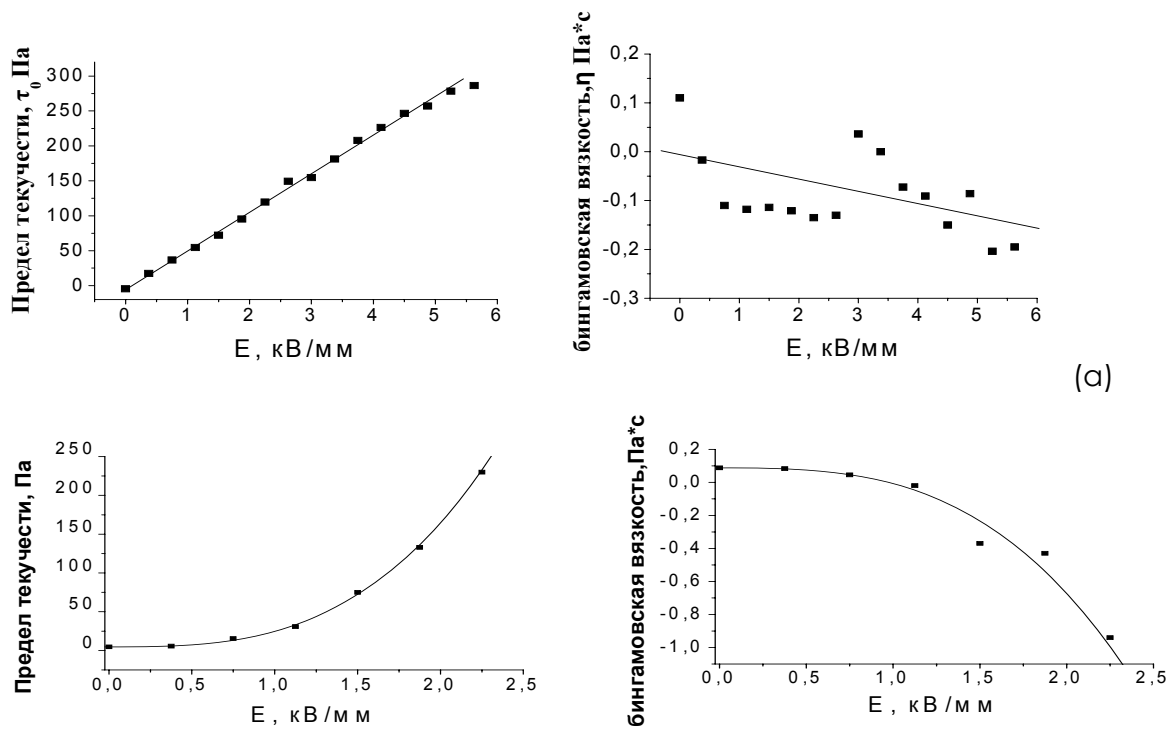 Предел текучести, τ₀ Па
300
250
200
150
100
50
0
0 1 2 3 4 5 6
E, кВ/мм
бингамовская вязкость, η Па*с
0,2
0,1
0,0
-0,1
-0,2
-0,3
0 1 2 3 4 5 6
E, кВ/мм
(a)
Предел текучести, Па
250
200
150
100
50
0
0,0 0,5 1,0 1,5 2,0 2,5
E, кВ/мм
бингамовская вязкость,Па*с
0,2
0,0
-0,2
-0,4
-0,6
-0,8
-1,0
0,0 0,5 1,0 1,5 2,0 2,5
E, кВ/мм